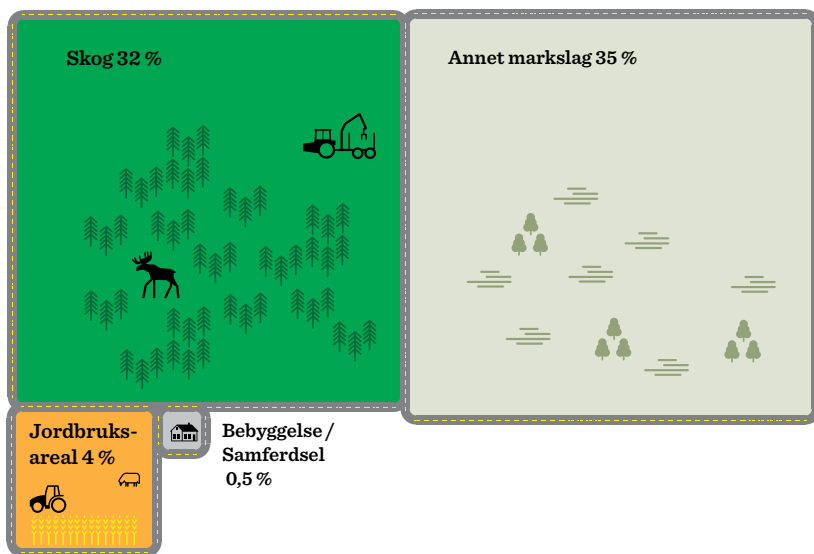 Skog 32 %
Annet markslag 35 %
Jordbruks-
areal 4 %
Bebyggelse /
Samferdsel
0,5 %